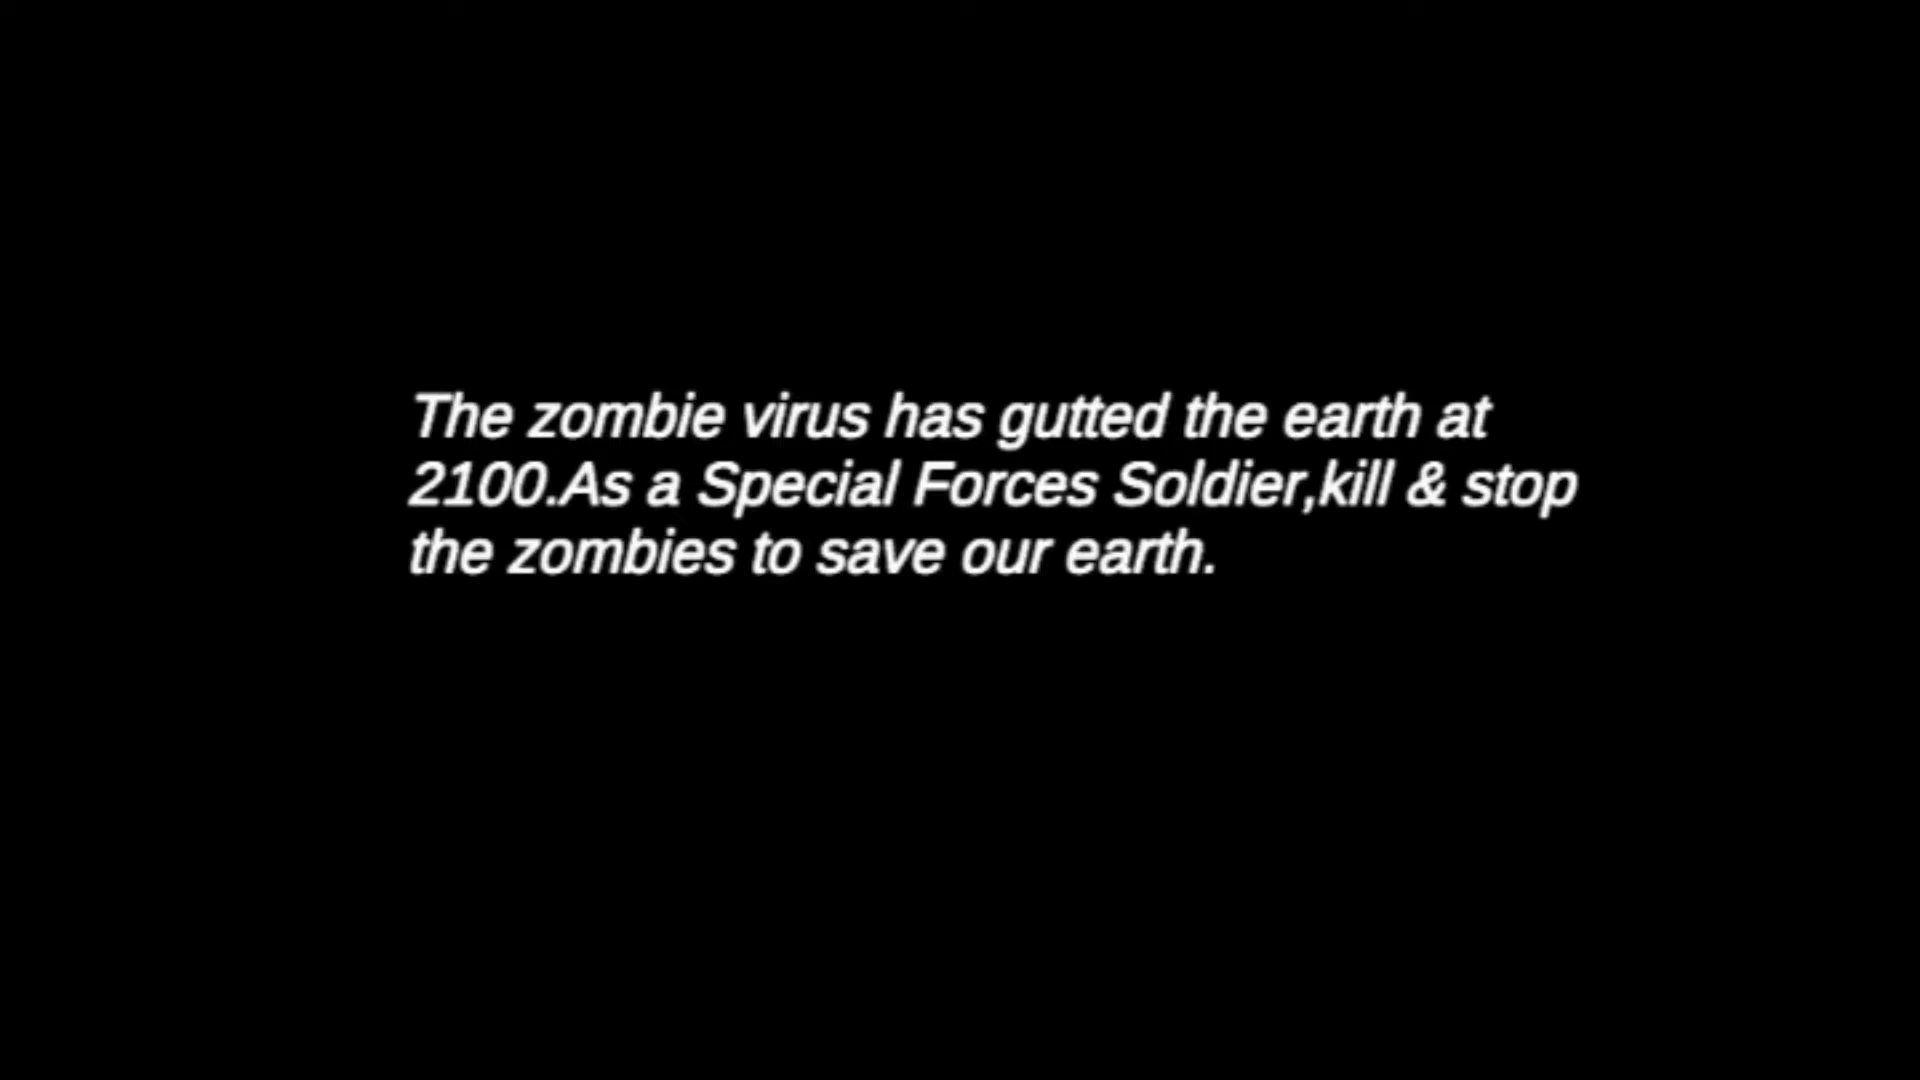 The zombie virus has gutted the earth at
2100.As a Special Forces Soldier,kill & stop
the zombies to save our earth.